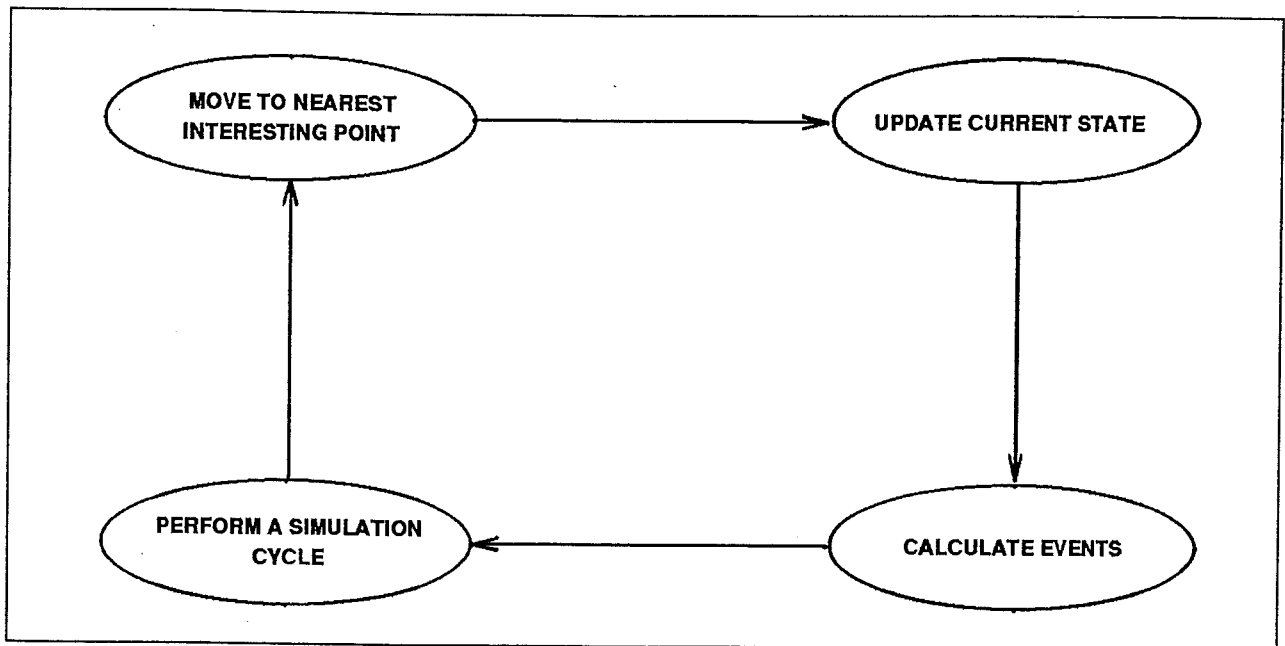 MOVE TO NEAREST
INTERESTING POINT
UPDATE CURRENT STATE
PERFORM A SIMULATION
CYCLE
CALCULATE EVENTS